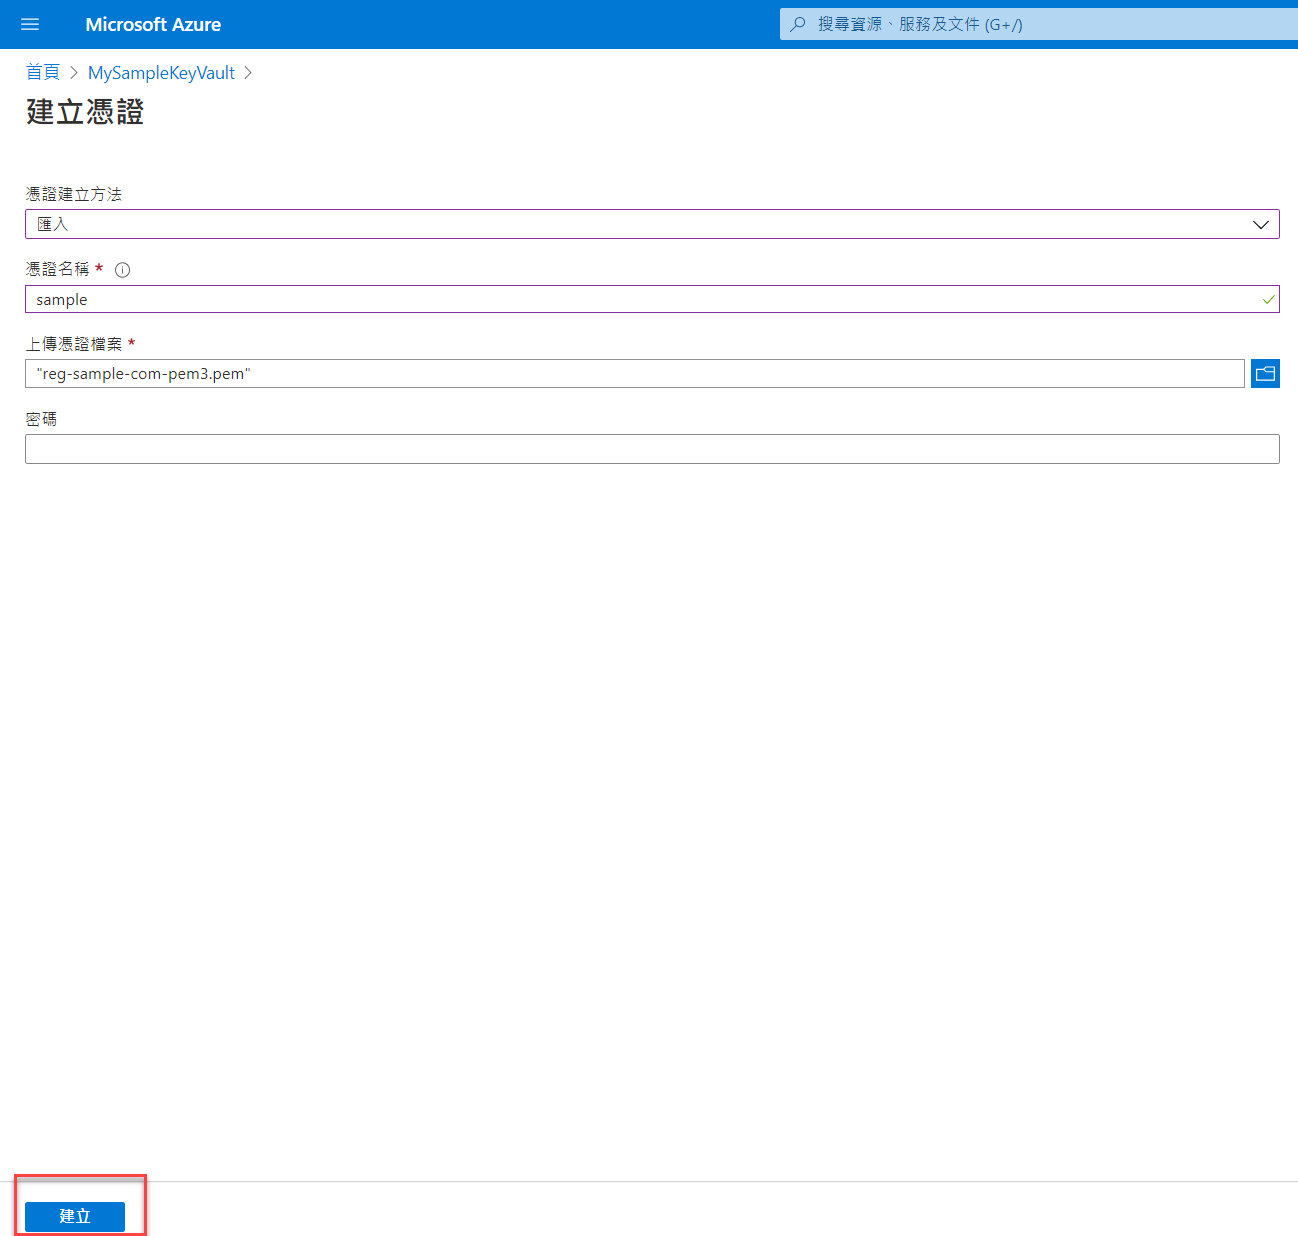 Microsoft Azure
搜尋資源、服務及文件 (G+/)
首頁 > MySampleKeyVault >
建立憑證
憑證建立方法
匯入
憑證名稱 *
sample
上傳憑證檔案 *
"reg-sample-com-pem3.pem"
密碼
建立